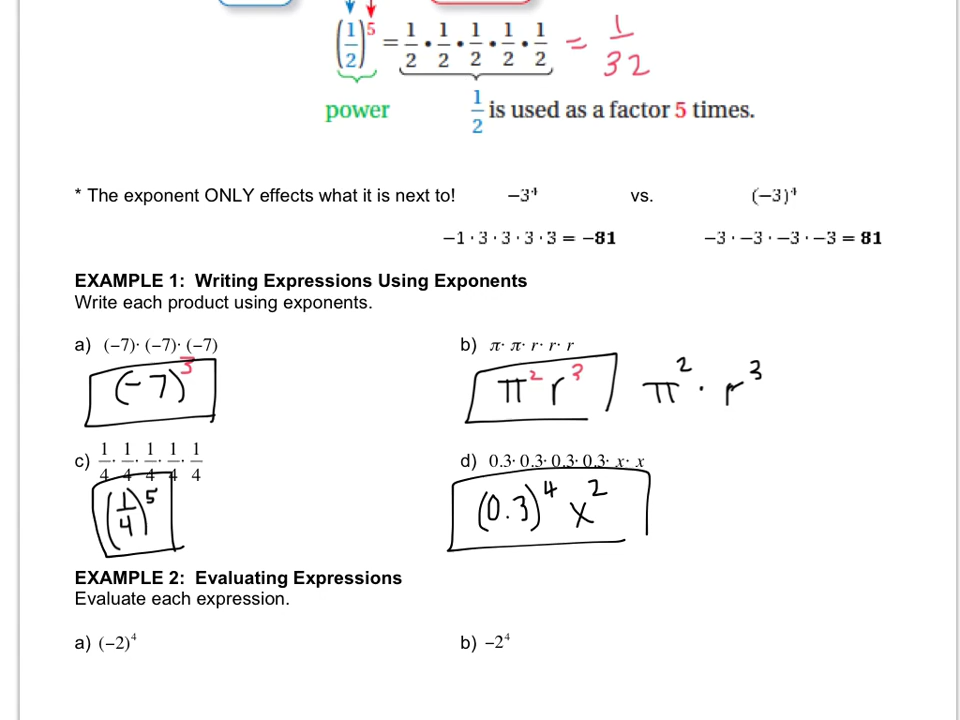 (1/2)⁵ = 1/2 • 1/2 • 1/2 • 1/2 • 1/2 = 1/32
power
1/2 is used as a factor 5 times.
* The exponent ONLY effects what it is next to! −3⁴ vs. (−3)⁴
−1 · 3 · 3 · 3 · 3 = −81 −3 · −3 · −3 · −3 = 81
EXAMPLE 1: Writing Expressions Using Exponents
Write each product using exponents.
a) (−7)· (−7)· (−7) b) π· π· r· r· r
(-7)³ π² r³ π² · r³
c) 1/4 · 1/4 · 1/4 · 1/4 · 1/4 d) 0.3· 0.3· 0.3· 0.3· x· x
(1/4)⁵ (0.3)⁴ x²
EXAMPLE 2: Evaluating Expressions
Evaluate each expression.
a) (−2)⁴ b) −2⁴